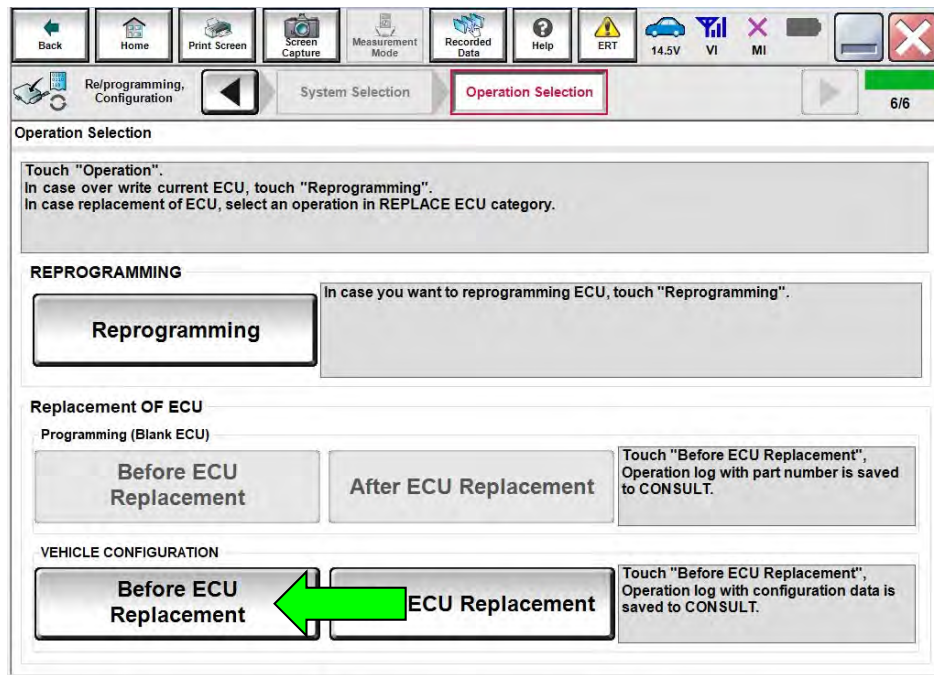 Back
Home
Print Screen
Screen
Capture
Measurement
Mode
Recorded
Data
Help
ERT
14.5V
VI
MI
Re/programming,
Configuration
System Selection
Operation Selection
6/6
Operation Selection
Touch "Operation".
In case over write current ECU, touch "Reprogramming".
In case replacement of ECU, select an operation in REPLACE ECU category.
REPROGRAMMING
Reprogramming
In case you want to reprogramming ECU, touch "Reprogramming".
Replacement OF ECU
Programming (Blank ECU)
Before ECU
Replacement
After ECU Replacement
Touch "Before ECU Replacement",
Operation log with part number is saved
to CONSULT.
VEHICLE CONFIGURATION
Before ECU
Replacement
ECU Replacement
Touch "Before ECU Replacement",
Operation log with configuration data is
saved to CONSULT.